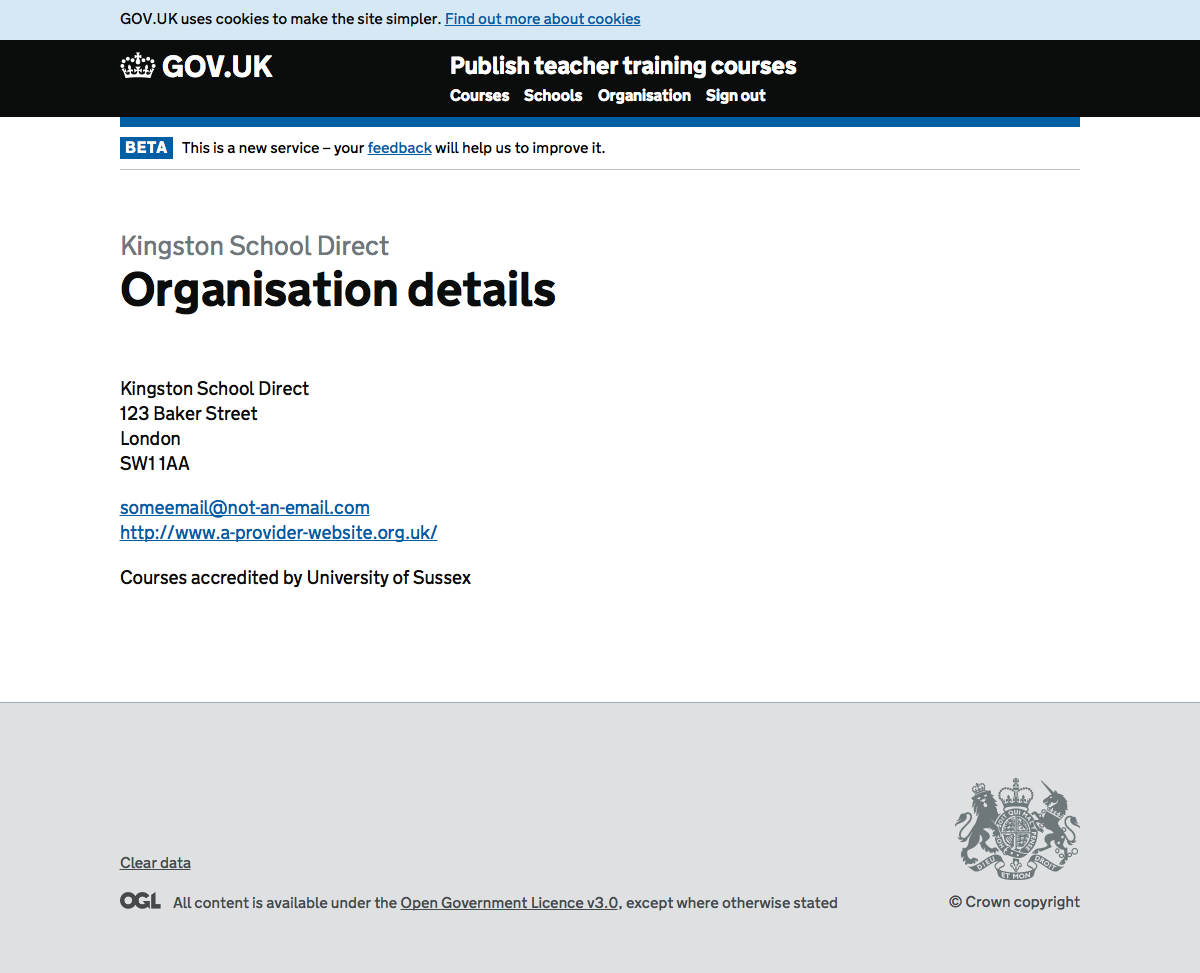 GOV.UK uses cookies to make the site simpler. Find out more about cookies
GOV.UK
Publish teacher training courses
Courses Schools Organisation Sign out
BETA This is a new service – your feedback will help us to improve it.
Kingston School Direct
Organisation details
Kingston School Direct
123 Baker Street
London
SW1 1AA
someemail@not-an-email.com
http://www.a-provider-website.org.uk/
Courses accredited by University of Sussex
Clear data
DIEU ET MON DROIT
OGL All content is available under the Open Government Licence v3.0, except where otherwise stated
© Crown copyright